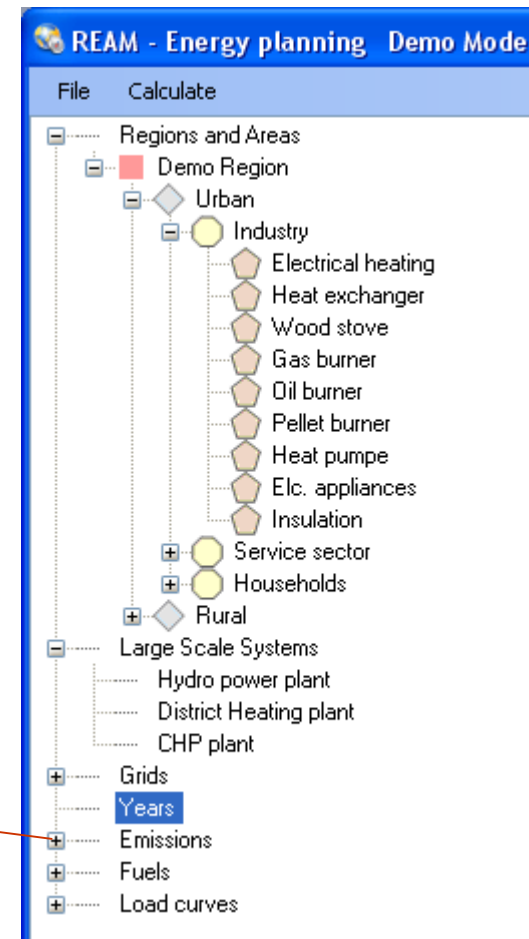 REAM - Energy planning Demo Mode
File Calculate
Regions and Areas
Demo Region
Urban
Industry
Electrical heating
Heat exchanger
Wood stove
Gas burner
Oil burner
Pellet burner
Heat pumpe
Elc. appliances
Insulation
Service sector
Households
Rural
Large Scale Systems
Hydro power plant
District Heating plant
CHP plant
Grids
Years
Emissions
Fuels
Load curves